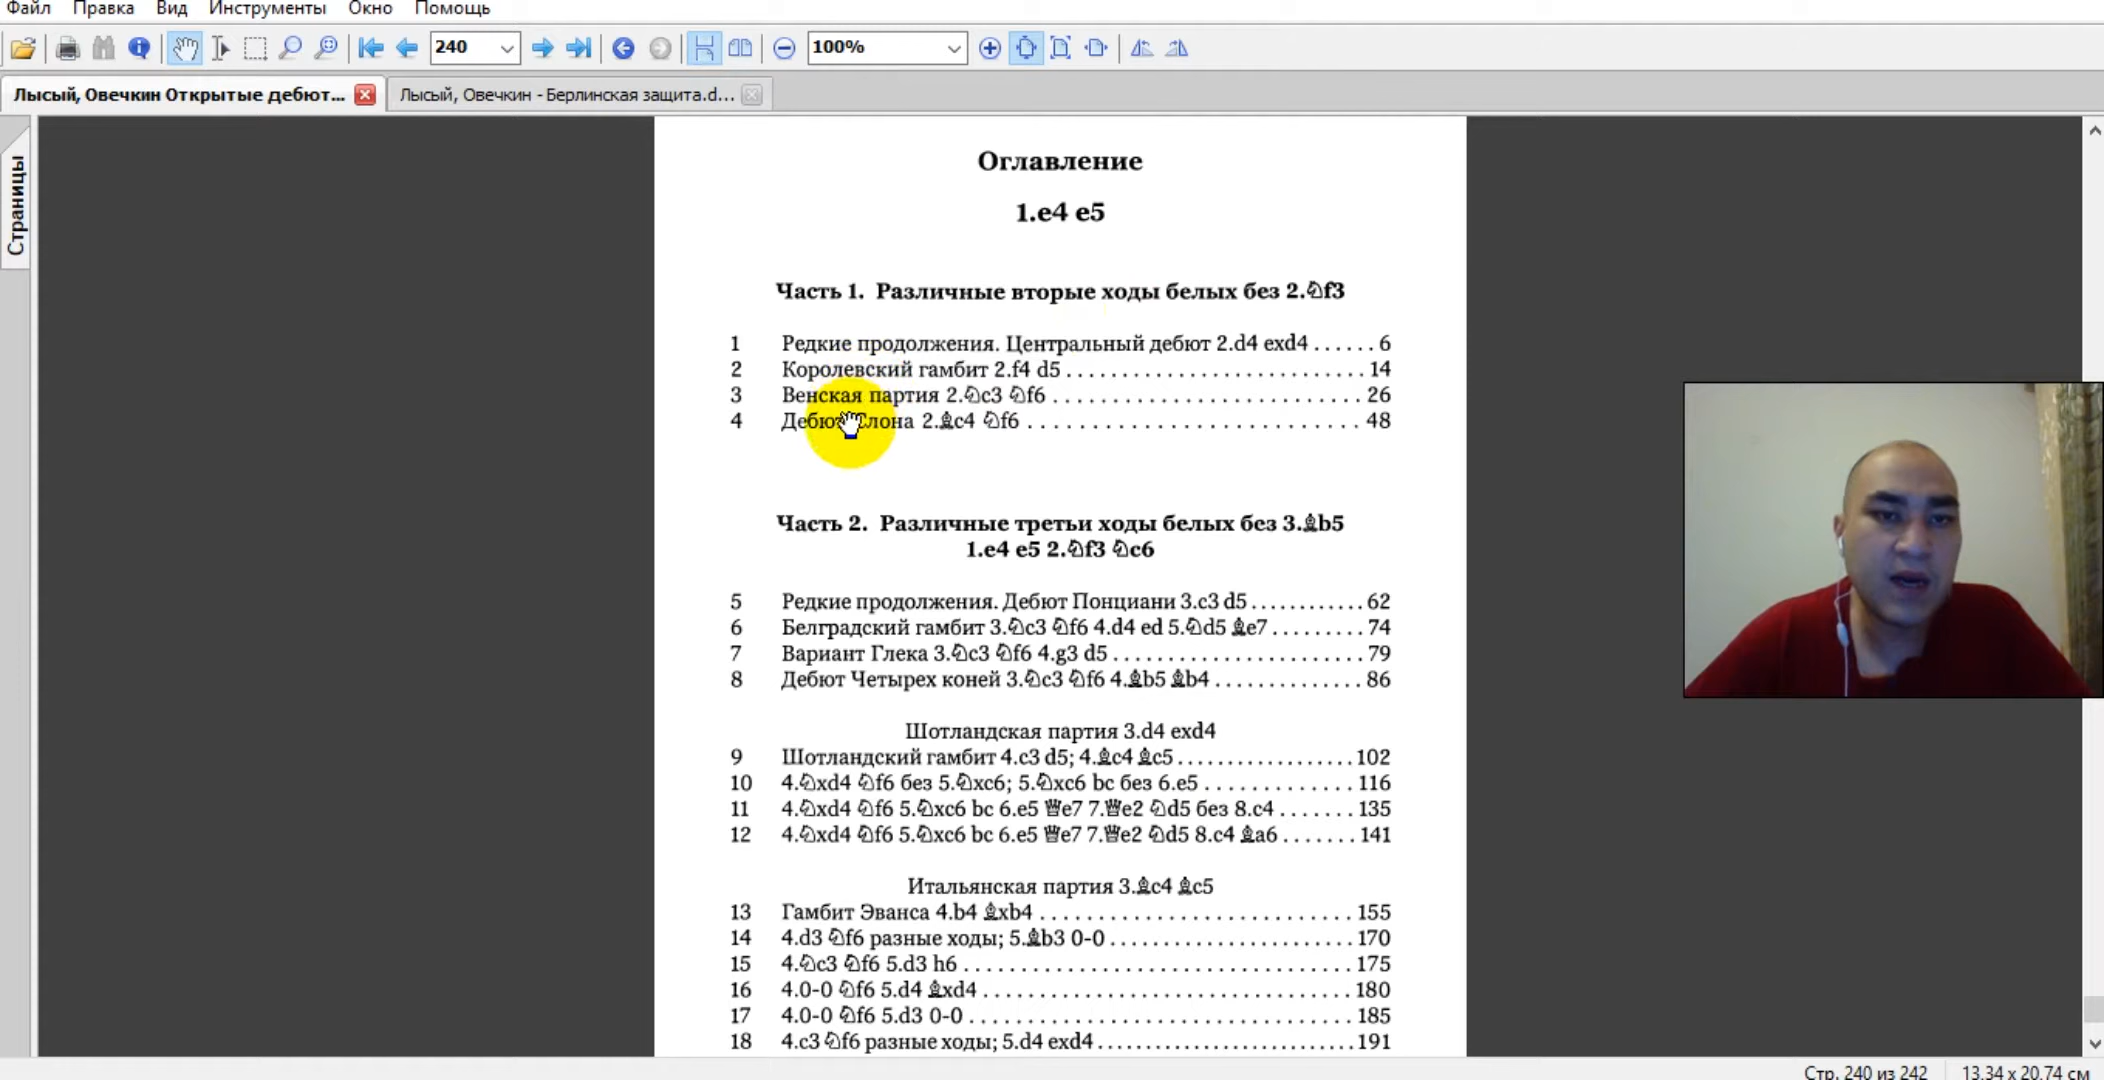 Файл Правка Вид Инструменты Окно Помощь
240 100%
Лысый, Овечкин Открытые дебют... Лысый, Овечкин - Берлинская защита.d...
Страницы
Оглавление
1.e4 e5
Часть 1. Различные вторые ходы белых без 2.♘f3
1 Редкие продолжения. Центральный дебют 2.d4 exd4 ...... 6
2 Королевский гамбит 2.f4 d5 ........................ 14
3 Венская партия 2.♘c3 ♘f6 .......................... 26
4 Дебют Слона 2.♗c4 ♘f6 ............................ 48
Часть 2. Различные третьи ходы белых без 3.♗b5
1.e4 e5 2.♘f3 ♘c6
5 Редкие продолжения. Дебют Понциани 3.c3 d5 ............ 62
6 Белградский гамбит 3.♘c3 ♘f6 4.d4 ed 5.♘d5 ♗e7 ......... 74
7 Вариант Глека 3.♘c3 ♘f6 4.g3 d5 ..................... 79
8 Дебют Четырех коней 3.♘c3 ♘f6 4.♗b5 ♗b4 .............. 86
Шотландская партия 3.d4 exd4
9 Шотландский гамбит 4.c3 d5; 4.♗c4 ♗c5 ................ 102
10 4.♘xd4 ♘f6 без 5.♘xc6; 5.♘xc6 bc без 6.e5 .............. 116
11 4.♘xd4 ♘f6 5.♘xc6 bc 6.e5 ♕e7 7.♕e2 ♘d5 без 8.c4 ....... 135
12 4.♘xd4 ♘f6 5.♘xc6 bc 6.e5 ♕e7 7.♕e2 ♘d5 8.c4 ♗a6 ....... 141
Итальянская партия 3.♗c4 ♗c5
13 Гамбит Эванса 4.b4 ♗xb4 ........................... 155
14 4.d3 ♘f6 разные ходы; 5.♗b3 0-0 ..................... 170
15 4.♘c3 ♘f6 5.d3 h6 ................................. 175
16 4.0-0 ♘f6 5.d4 ♗xd4 ............................... 180
17 4.0-0 ♘f6 5.d3 0-0 ................................. 185
18 4.c3 ♘f6 разные ходы; 5.d4 exd4 ...................... 191
Стр. 240 из 242 13.34 x 20.74 см